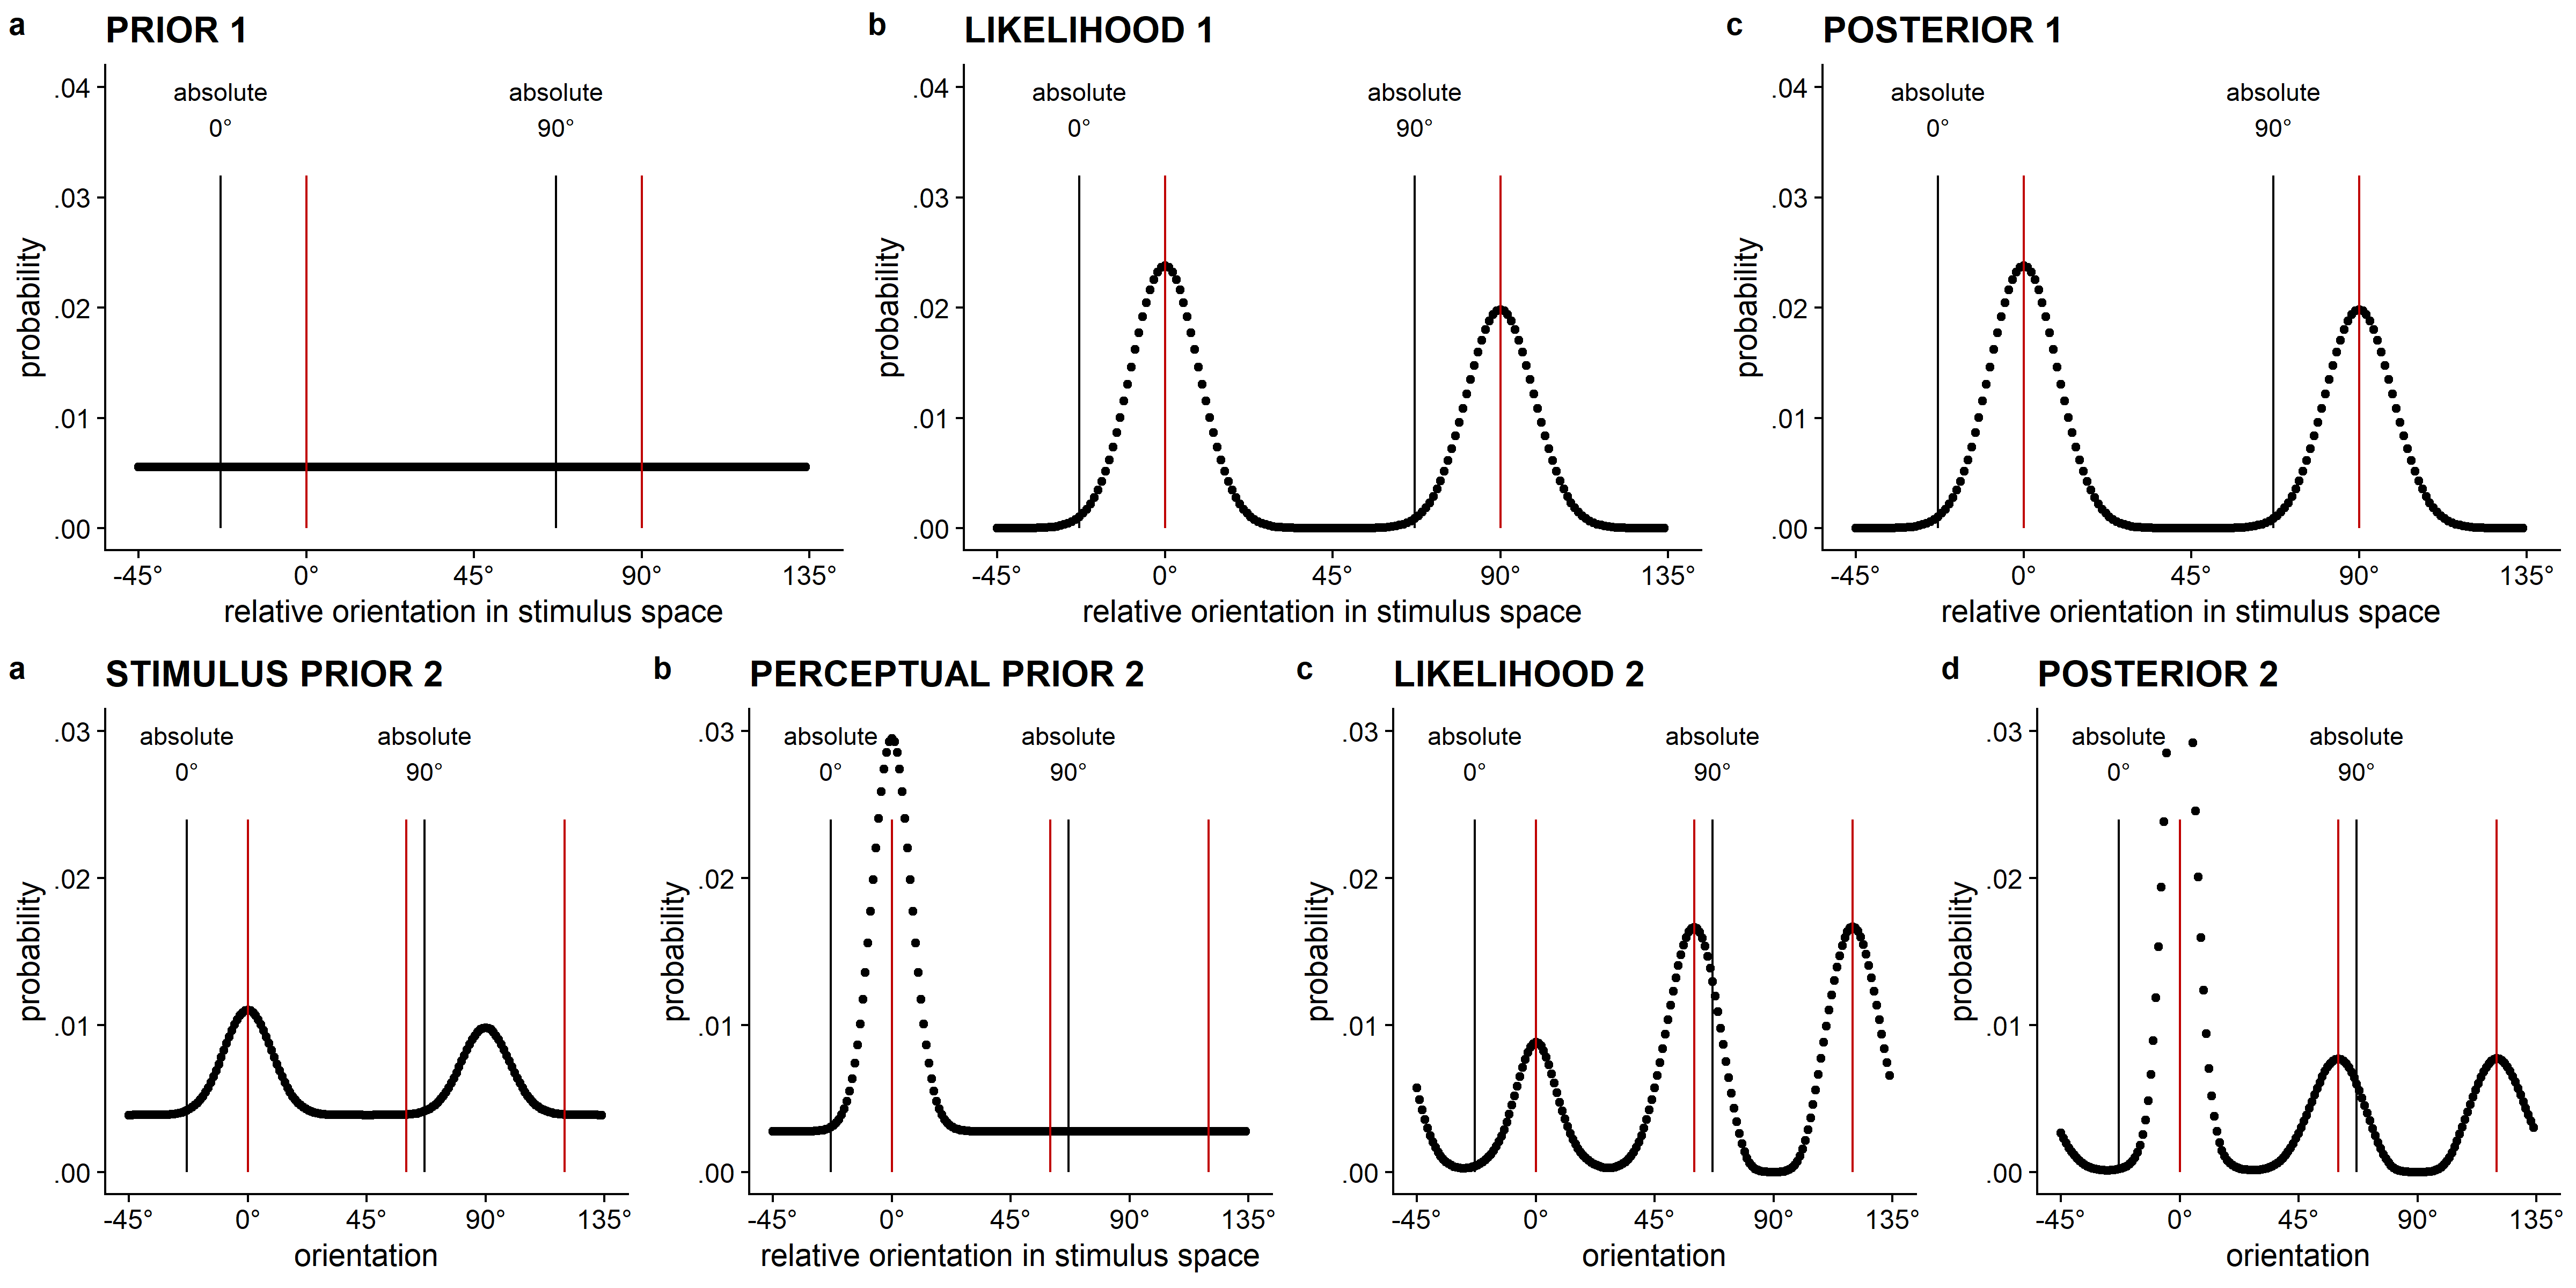 a PRIOR 1
absolute
0°
absolute
90°
.04
.03
.02
.01
.00
probability
-45° 0° 45° 90° 135°
relative orientation in stimulus space
b LIKELIHOOD 1
absolute
0°
absolute
90°
.04
.03
.02
.01
.00
probability
-45° 0° 45° 90° 135°
relative orientation in stimulus space
c POSTERIOR 1
absolute
0°
absolute
90°
.04
.03
.02
.01
.00
probability
-45° 0° 45° 90° 135°
relative orientation in stimulus space
a STIMULUS PRIOR 2
absolute
0°
absolute
90°
.03
.02
.01
.00
probability
-45° 0° 45° 90° 135°
orientation
b PERCEPTUAL PRIOR 2
absolute
0°
absolute
90°
.03
.02
.01
.00
probability
-45° 0° 45° 90° 135°
relative orientation in stimulus space
c LIKELIHOOD 2
absolute
0°
absolute
90°
.03
.02
.01
.00
probability
-45° 0° 45° 90° 135°
orientation
d POSTERIOR 2
absolute
0°
absolute
90°
.03
.02
.01
.00
probability
-45° 0° 45° 90° 135°
orientation